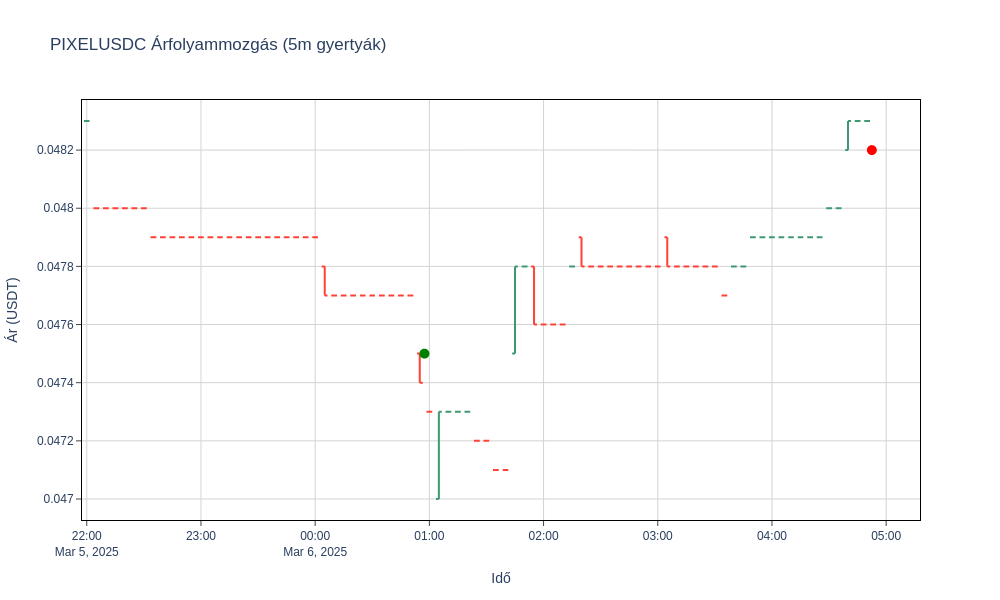 PIXELUSDC Árfolyammozgás (5m gyertyák)
0.0482
0.048
0.0478
0.0476
0.0474
0.0472
0.047
Ár (USDT)
22:00 23:00 00:00 01:00 02:00 03:00 04:00 05:00
Mar 5, 2025 Mar 6, 2025
Idő